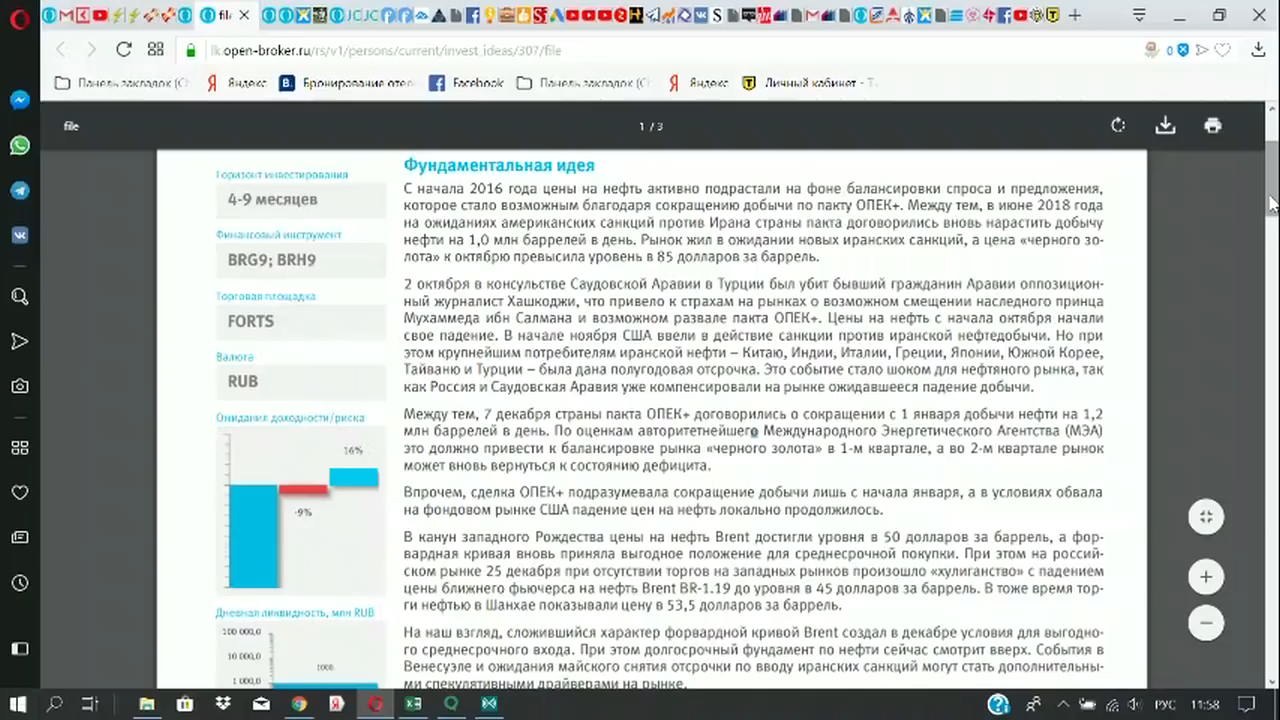 file
lk.open-broker.ru/rs/v1/persons/current/invest_ideas/307/file
0
Панель закладок (С
Яндекс
Бронирование оте
Facebook
Панель закладок (С
Яндекс
Личный кабинет - Т
file
1 / 3
Горизонт инвестирования
4-9 месяцев
Финансовый инструмент
BRG9; BRH9
Торговая площадка
FORTS
Валюта
RUB
Ожидания доходности/риска
16%
-9%
Дневная ликвидность, млн RUB
100 000,0
10 000,0
1 000,0
1000
Фундаментальная идея
С начала 2016 года цены на нефть активно подрастали на фоне балансировки спроса и предложения,
которое стало возможным благодаря сокращению добычи по пакту ОПЕК+. Между тем, в июне 2018 года
на ожиданиях американских санкций против Ирана страны пакта договорились вновь нарастить добычу
нефти на 1,0 млн баррелей в день. Рынок жил в ожидании новых иранских санкций, а цена «черного зо-
лота» к октябрю превысила уровень в 85 долларов за баррель.
2 октября в консульстве Саудовской Аравии в Турции был убит бывший гражданин Аравии оппозицион-
ный журналист Хашкоджи, что привело к страхам на рынках о возможном смещении наследного принца
Мухаммеда ибн Салмана и возможном развале пакта ОПЕК+. Цены на нефть с начала октября начали
свое падение. В начале ноября США ввели в действие санкции против иранской нефтедобычи. Но при
этом крупнейшим потребителям иранской нефти – Китаю, Индии, Италии, Греции, Японии, Южной Корее,
Тайваню и Турции – была дана полугодовая отсрочка. Это событие стало шоком для нефтяного рынка, так
как Россия и Саудовская Аравия уже компенсировали на рынке ожидавшееся падение добычи.
Между тем, 7 декабря страны пакта ОПЕК+ договорились о сокращении с 1 января добычи нефти на 1,2
млн баррелей в день. По оценкам авторитетнейшего Международного Энергетического Агентства (МЭА)
это должно привести к балансировке рынка «черного золота» в 1-м квартале, а во 2-м квартале рынок
может вновь вернуться к состоянию дефицита.
Впрочем, сделка ОПЕК+ подразумевала сокращение добычи лишь с начала января, а в условиях обвала
на фондовом рынке США падение цен на нефть локально продолжилось.
В канун западного Рождества цены на нефть Brent достигли уровня в 50 долларов за баррель, а фор-
вардная кривая вновь приняла выгодное положение для среднесрочной покупки. При этом на россий-
ском рынке 25 декабря при отсутствии торгов на западных рынков произошло «хулиганство» с падением
цены ближнего фьючерса на нефть Brent BR-1.19 до уровня в 45 долларов за баррель. В тоже время тор-
ги нефтью в Шанхае показывали цену в 53,5 долларов за баррель.
На наш взгляд, сложившийся характер форвардной кривой Brent создал в декабре условия для выгодно-
го среднесрочного входа. При этом долгосрочный фундамент по нефти сейчас смотрит вверх. События в
Венесуэле и ожидания майского снятия отсрочки по вводу иранских санкций могут стать дополнительны-
ми спекулятивными драйверами на рынке.
РУС
11:58